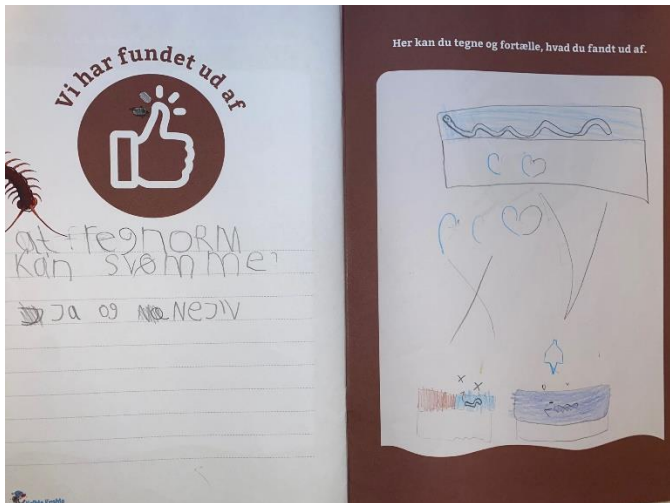 Vi har fundet ud af
at regnoRM
kan svømme
Ja og NeJ
Her kan du tegne og fortælle, hvad du fandt ud af.